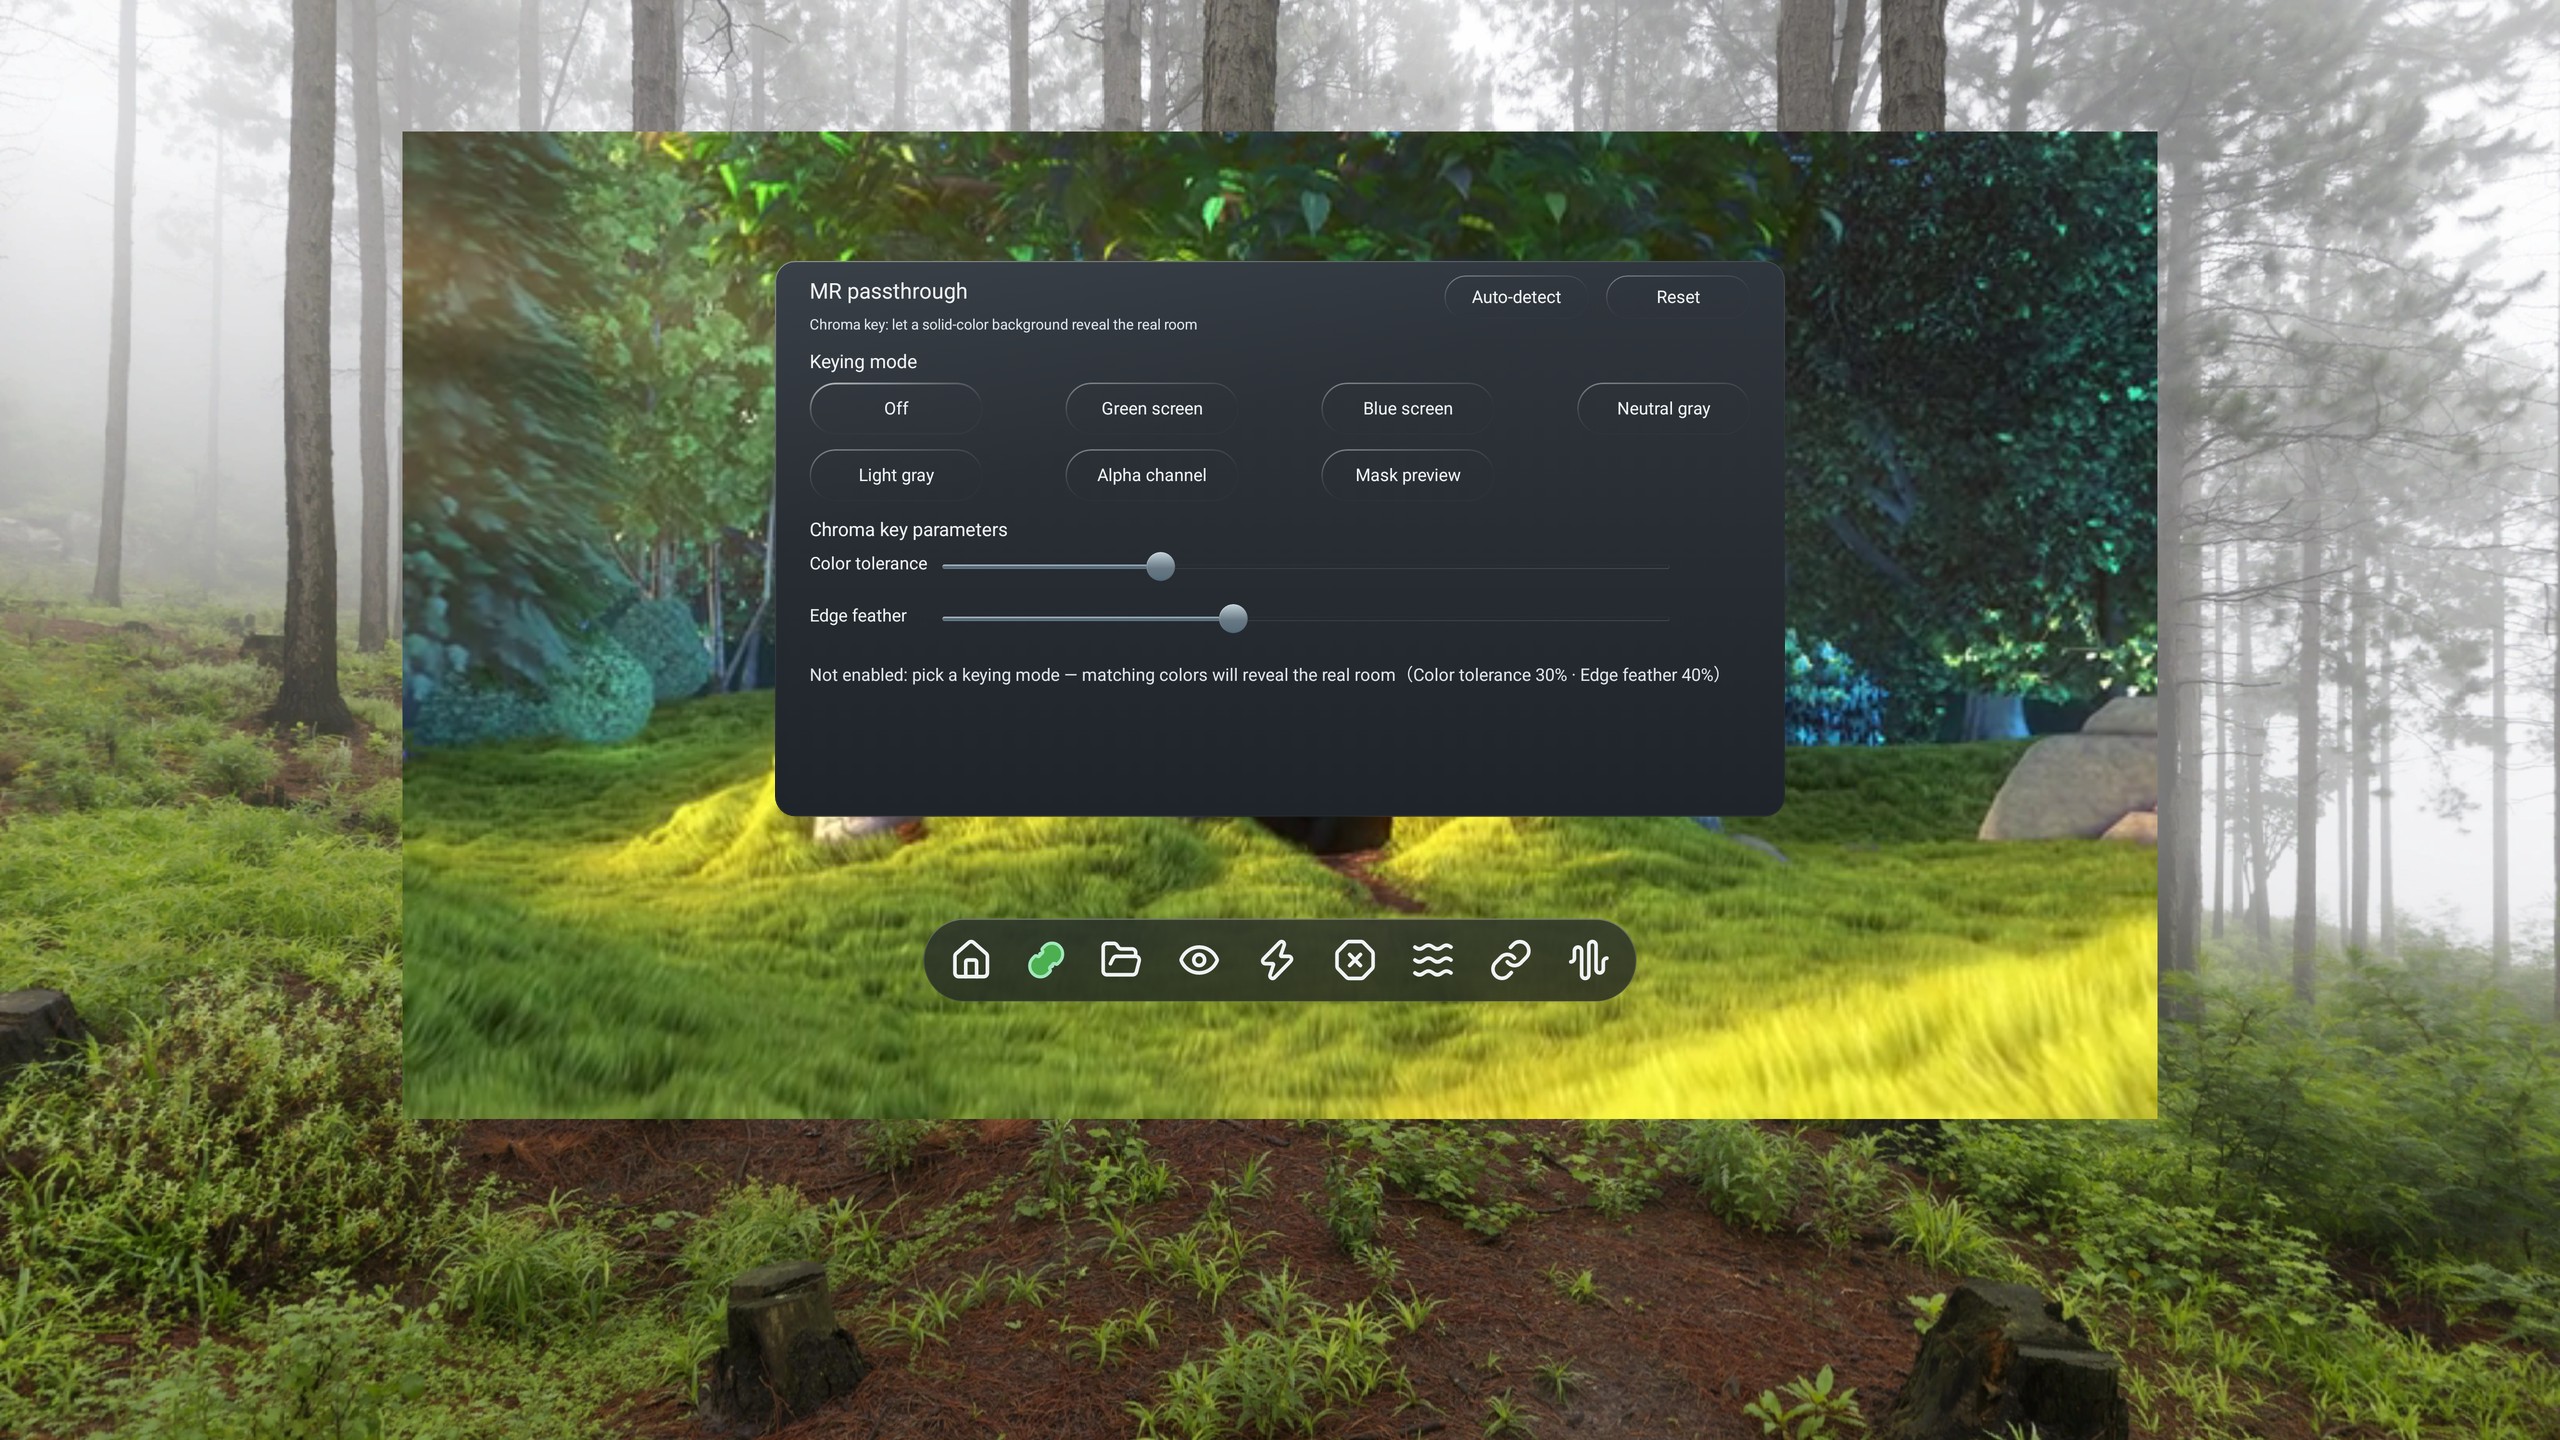 MR passthrough
Auto-detect
Reset
Chroma key: let a solid-color background reveal the real room
Keying mode
Off
Green screen
Blue screen
Neutral gray
Light gray
Alpha channel
Mask preview
Chroma key parameters
Color tolerance
Edge feather
Not enabled: pick a keying mode — matching colors will reveal the real room（Color tolerance 30% · Edge feather 40%）